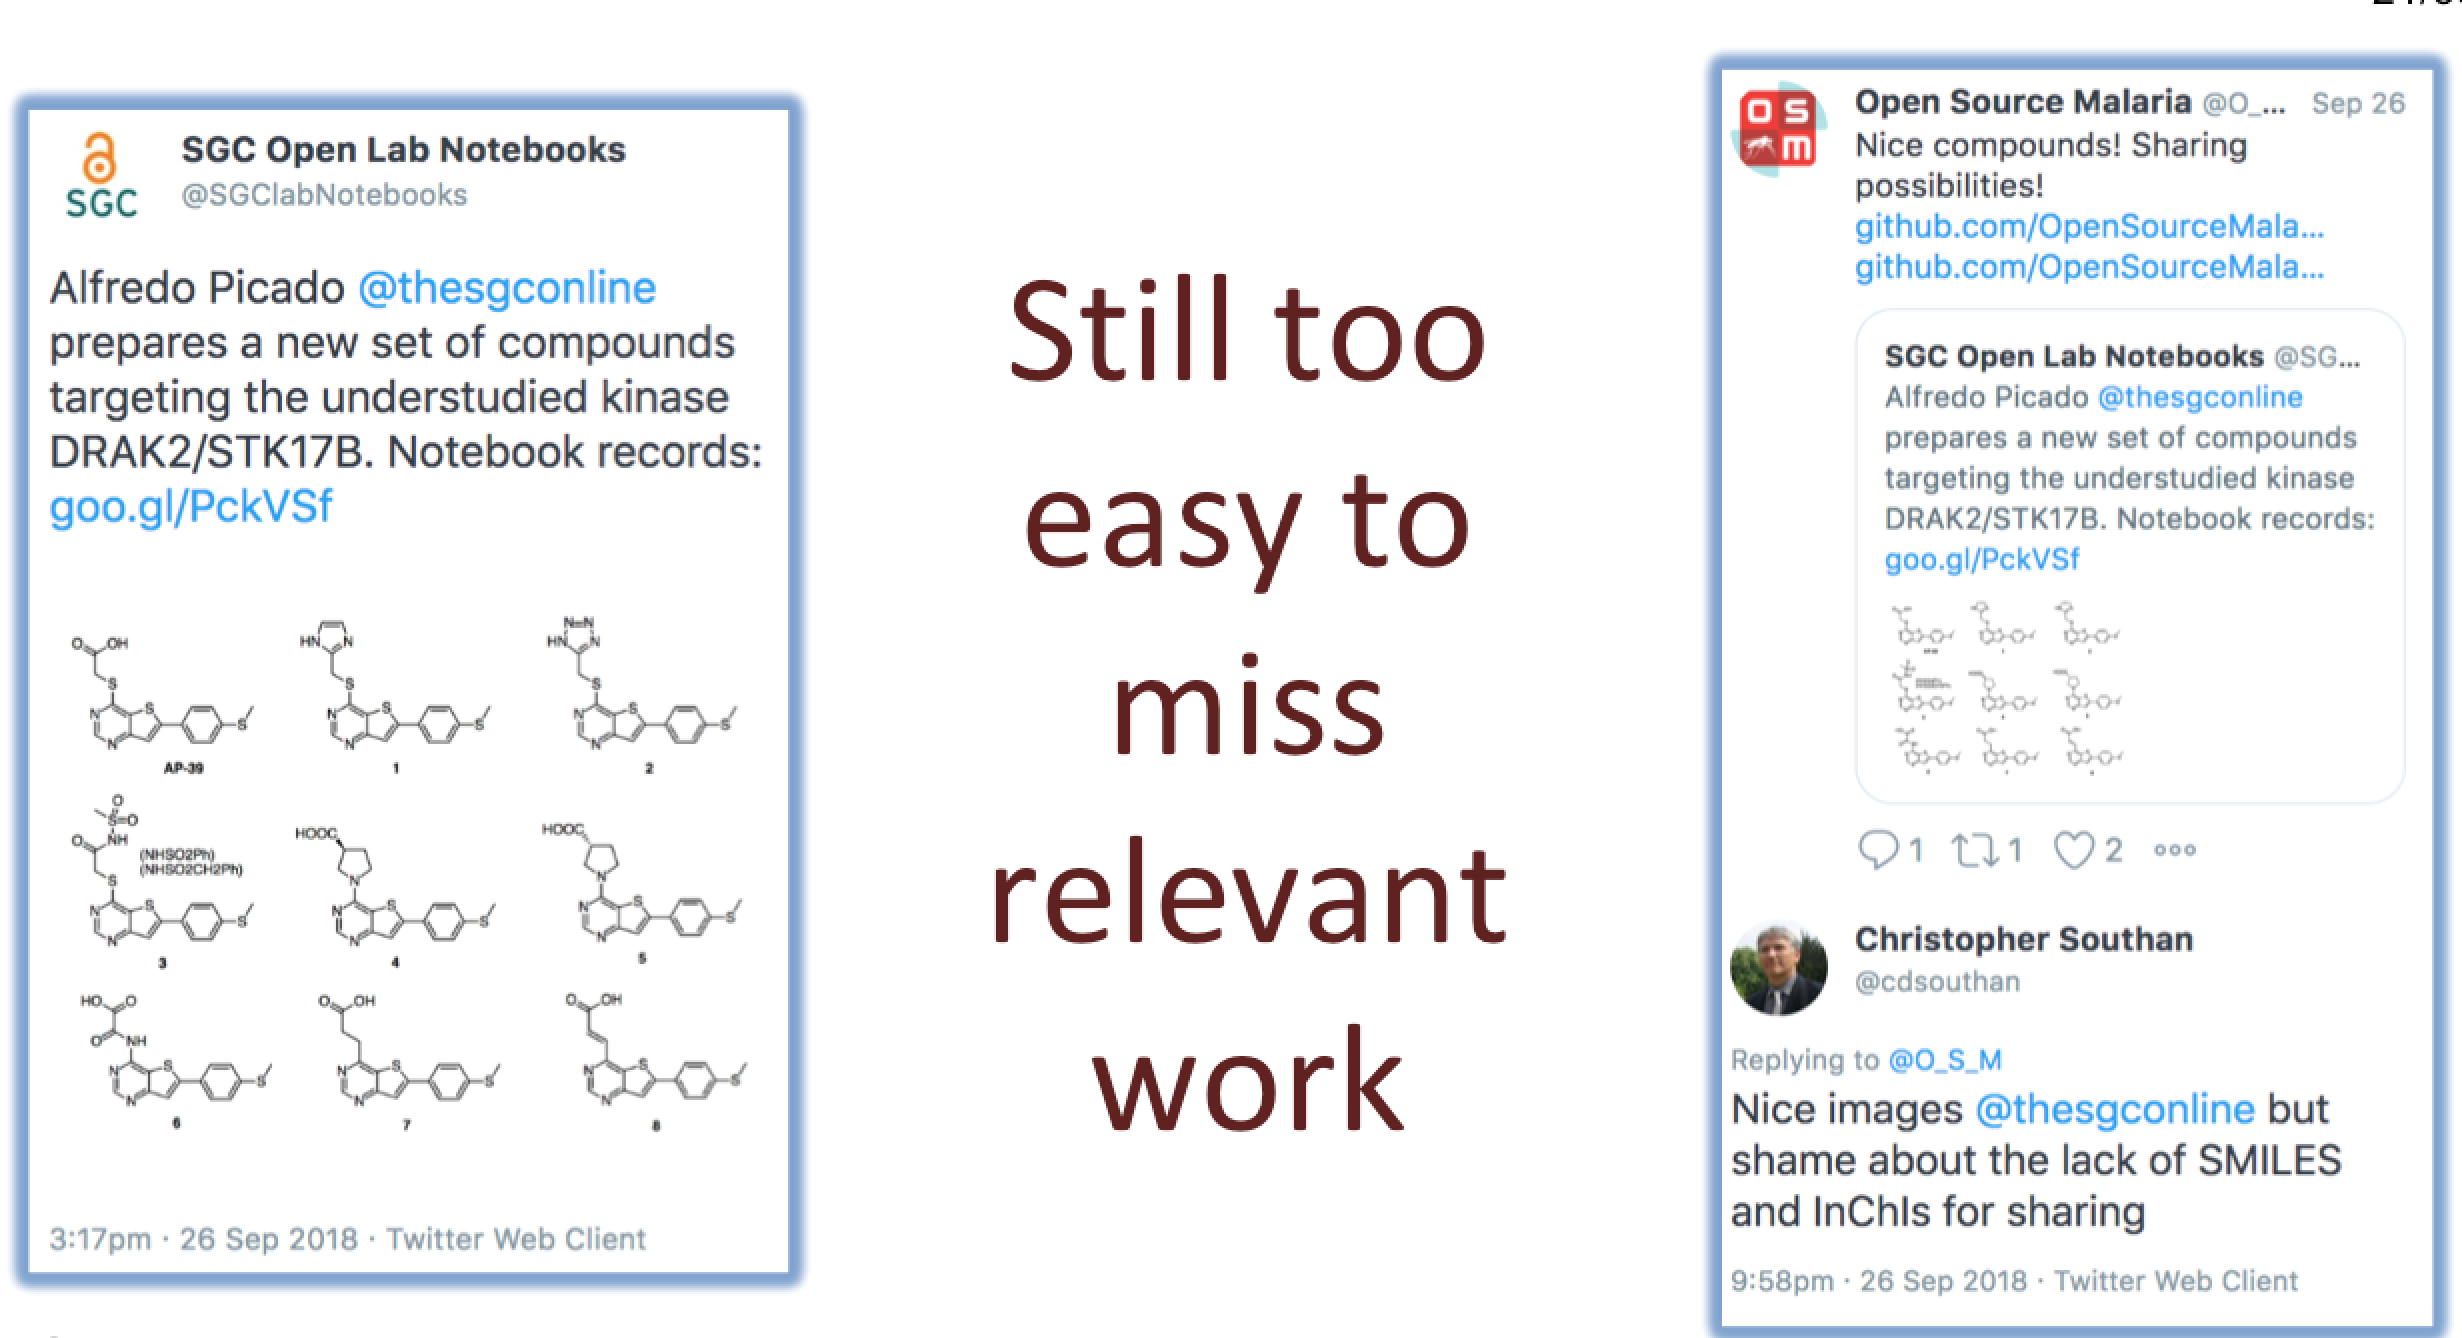 SGC
SGC Open Lab Notebooks
@SGClabNotebooks
Alfredo Picado @thesgconline
prepares a new set of compounds
targeting the understudied kinase
DRAK2/STK17B. Notebook records:
goo.gl/PckVSf
O OH
S
N S
N S
AP-39
HN N
S
N S
N S
1
N=N
HN N
S
N S
N S
2
O
S=O
O NH
(NHSO2Ph)
(NHSO2CH2Ph)
S
N S
N S
3
HOOC
N
N S
N S
4
HOOC
N
N S
N S
5
HO O
O NH
N S
N S
6
O OH
N S
N S
7
O OH
N S
N S
8
3:17pm · 26 Sep 2018 · Twitter Web Client
Still too
easy to
miss
relevant
work
O S
m
Open Source Malaria @O_... Sep 26
Nice compounds! Sharing
possibilities!
github.com/OpenSourceMala...
github.com/OpenSourceMala...
SGC Open Lab Notebooks @SG...
Alfredo Picado @thesgconline
prepares a new set of compounds
targeting the understudied kinase
DRAK2/STK17B. Notebook records:
goo.gl/PckVSf
1 1 2
Christopher Southan
@cdsouthan
Replying to @O_S_M
Nice images @thesgconline but
shame about the lack of SMILES
and InChIs for sharing
9:58pm · 26 Sep 2018 · Twitter Web Client